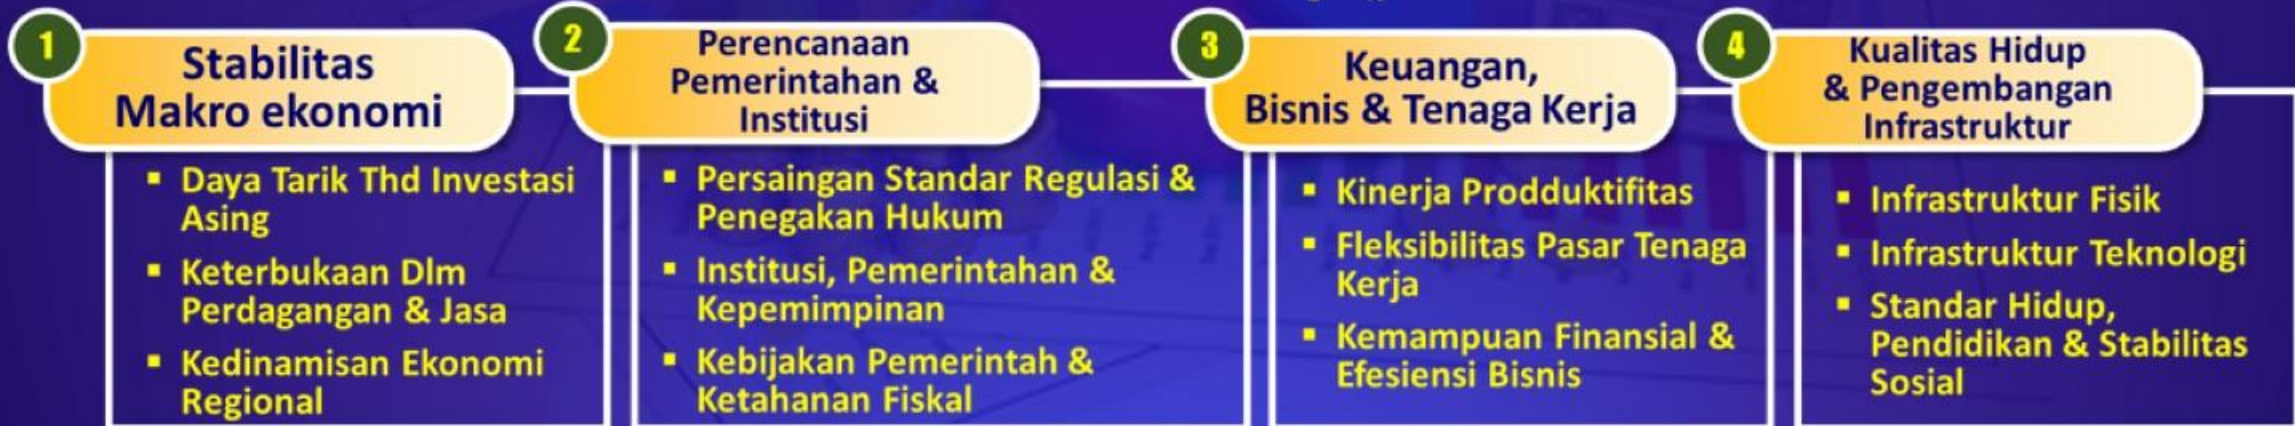 1
Stabilitas
Makro ekonomi
▪ Daya Tarik Thd Investasi
Asing
▪ Keterbukaan Dlm
Perdagangan & Jasa
▪ Kedinamisan Ekonomi
Regional
2
Perencanaan
Pemerintahan &
Institusi
▪ Persaingan Standar Regulasi &
Penegakan Hukum
▪ Institusi, Pemerintahan &
Kepemimpinan
▪ Kebijakan Pemerintah &
Ketahanan Fiskal
3
Keuangan,
Bisnis & Tenaga Kerja
▪ Kinerja Prodduktifitas
▪ Fleksibilitas Pasar Tenaga
Kerja
▪ Kemampuan Finansial &
Efesiensi Bisnis
4
Kualitas Hidup
& Pengembangan
Infrastruktur
▪ Infrastruktur Fisik
▪ Infrastruktur Teknologi
▪ Standar Hidup,
Pendidikan & Stabilitas
Sosial